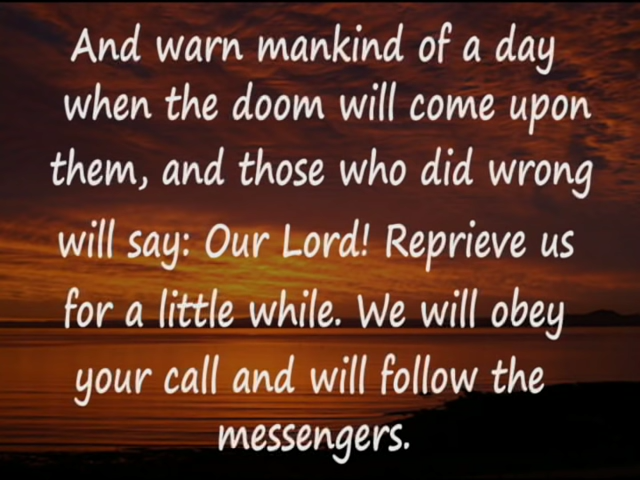 And warn mankind of a day
when the doom will come upon
them, and those who did wrong
will say: Our Lord! Reprieve us
for a little while. We will obey
your call and will follow the
messengers.